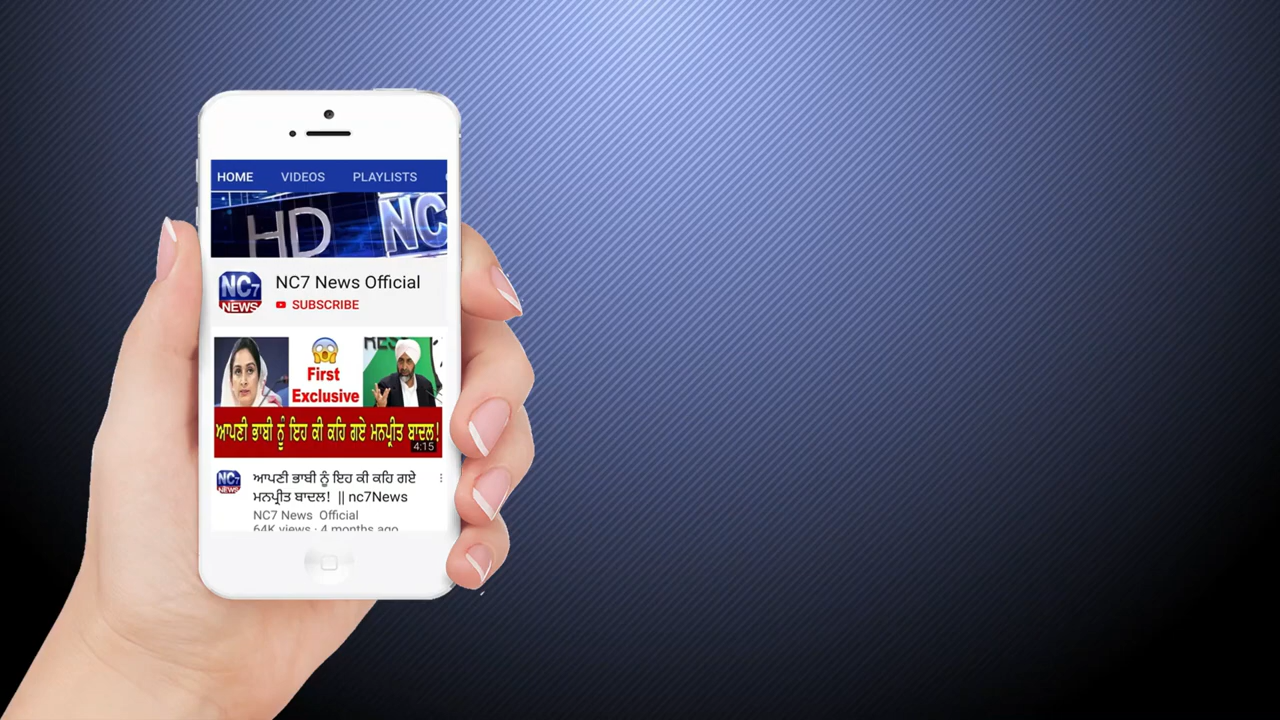 HOME VIDEOS PLAYLISTS
HD NC
NC7 NEWS
NC7 News Official
SUBSCRIBE
First
Exclusive
ਆਪਣੀ ਭਾਬੀ ਨੂੰ ਇਹ ਕੀ ਕਹਿ ਗਏ ਮਨਪ੍ਰੀਤ ਬਾਦਲ!
4:15
NC7 NEWS
ਆਪਣੀ ਭਾਬੀ ਨੂੰ ਇਹ ਕੀ ਕਹਿ ਗਏ
ਮਨਪ੍ਰੀਤ ਬਾਦਲ! || nc7News
NC7 News Official
64K views · 4 months ago